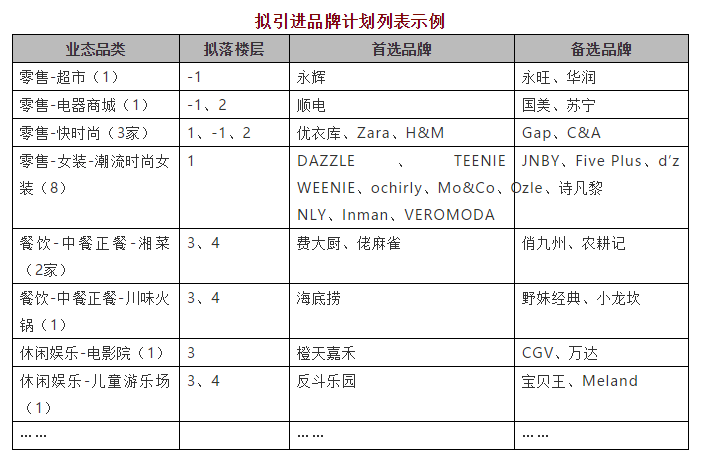 拟引进品牌计划列表示例
业态品类 拟落楼层 首选品牌 备选品牌
零售-超市（1） -1 永辉 永旺、华润
零售-电器商城（1） -1、2 顺电 国美、苏宁
零售-快时尚（3家） 1、-1、2 优衣库、Zara、H&M Gap、C&A
零售-女装-潮流时尚女 1 DAZZLE 、 TEENIE JNBY、Five Plus、d’z
装（8） WEENIE、ochirly、Mo&Co、O zle、诗凡黎
NLY、Inman、VEROMODA
餐饮-中餐正餐-湘菜 3、4 费大厨、佬麻雀 俏九州、农耕记
（2家）
餐饮-中餐正餐-川味火 3、4 海底捞 野妹经典、小龙坎
锅（1）
休闲娱乐-电影院（1） 3 橙天嘉禾 CGV、万达
休闲娱乐-儿童游乐场 3、4 反斗乐园 宝贝王、Meland
（1）
…… …… ……